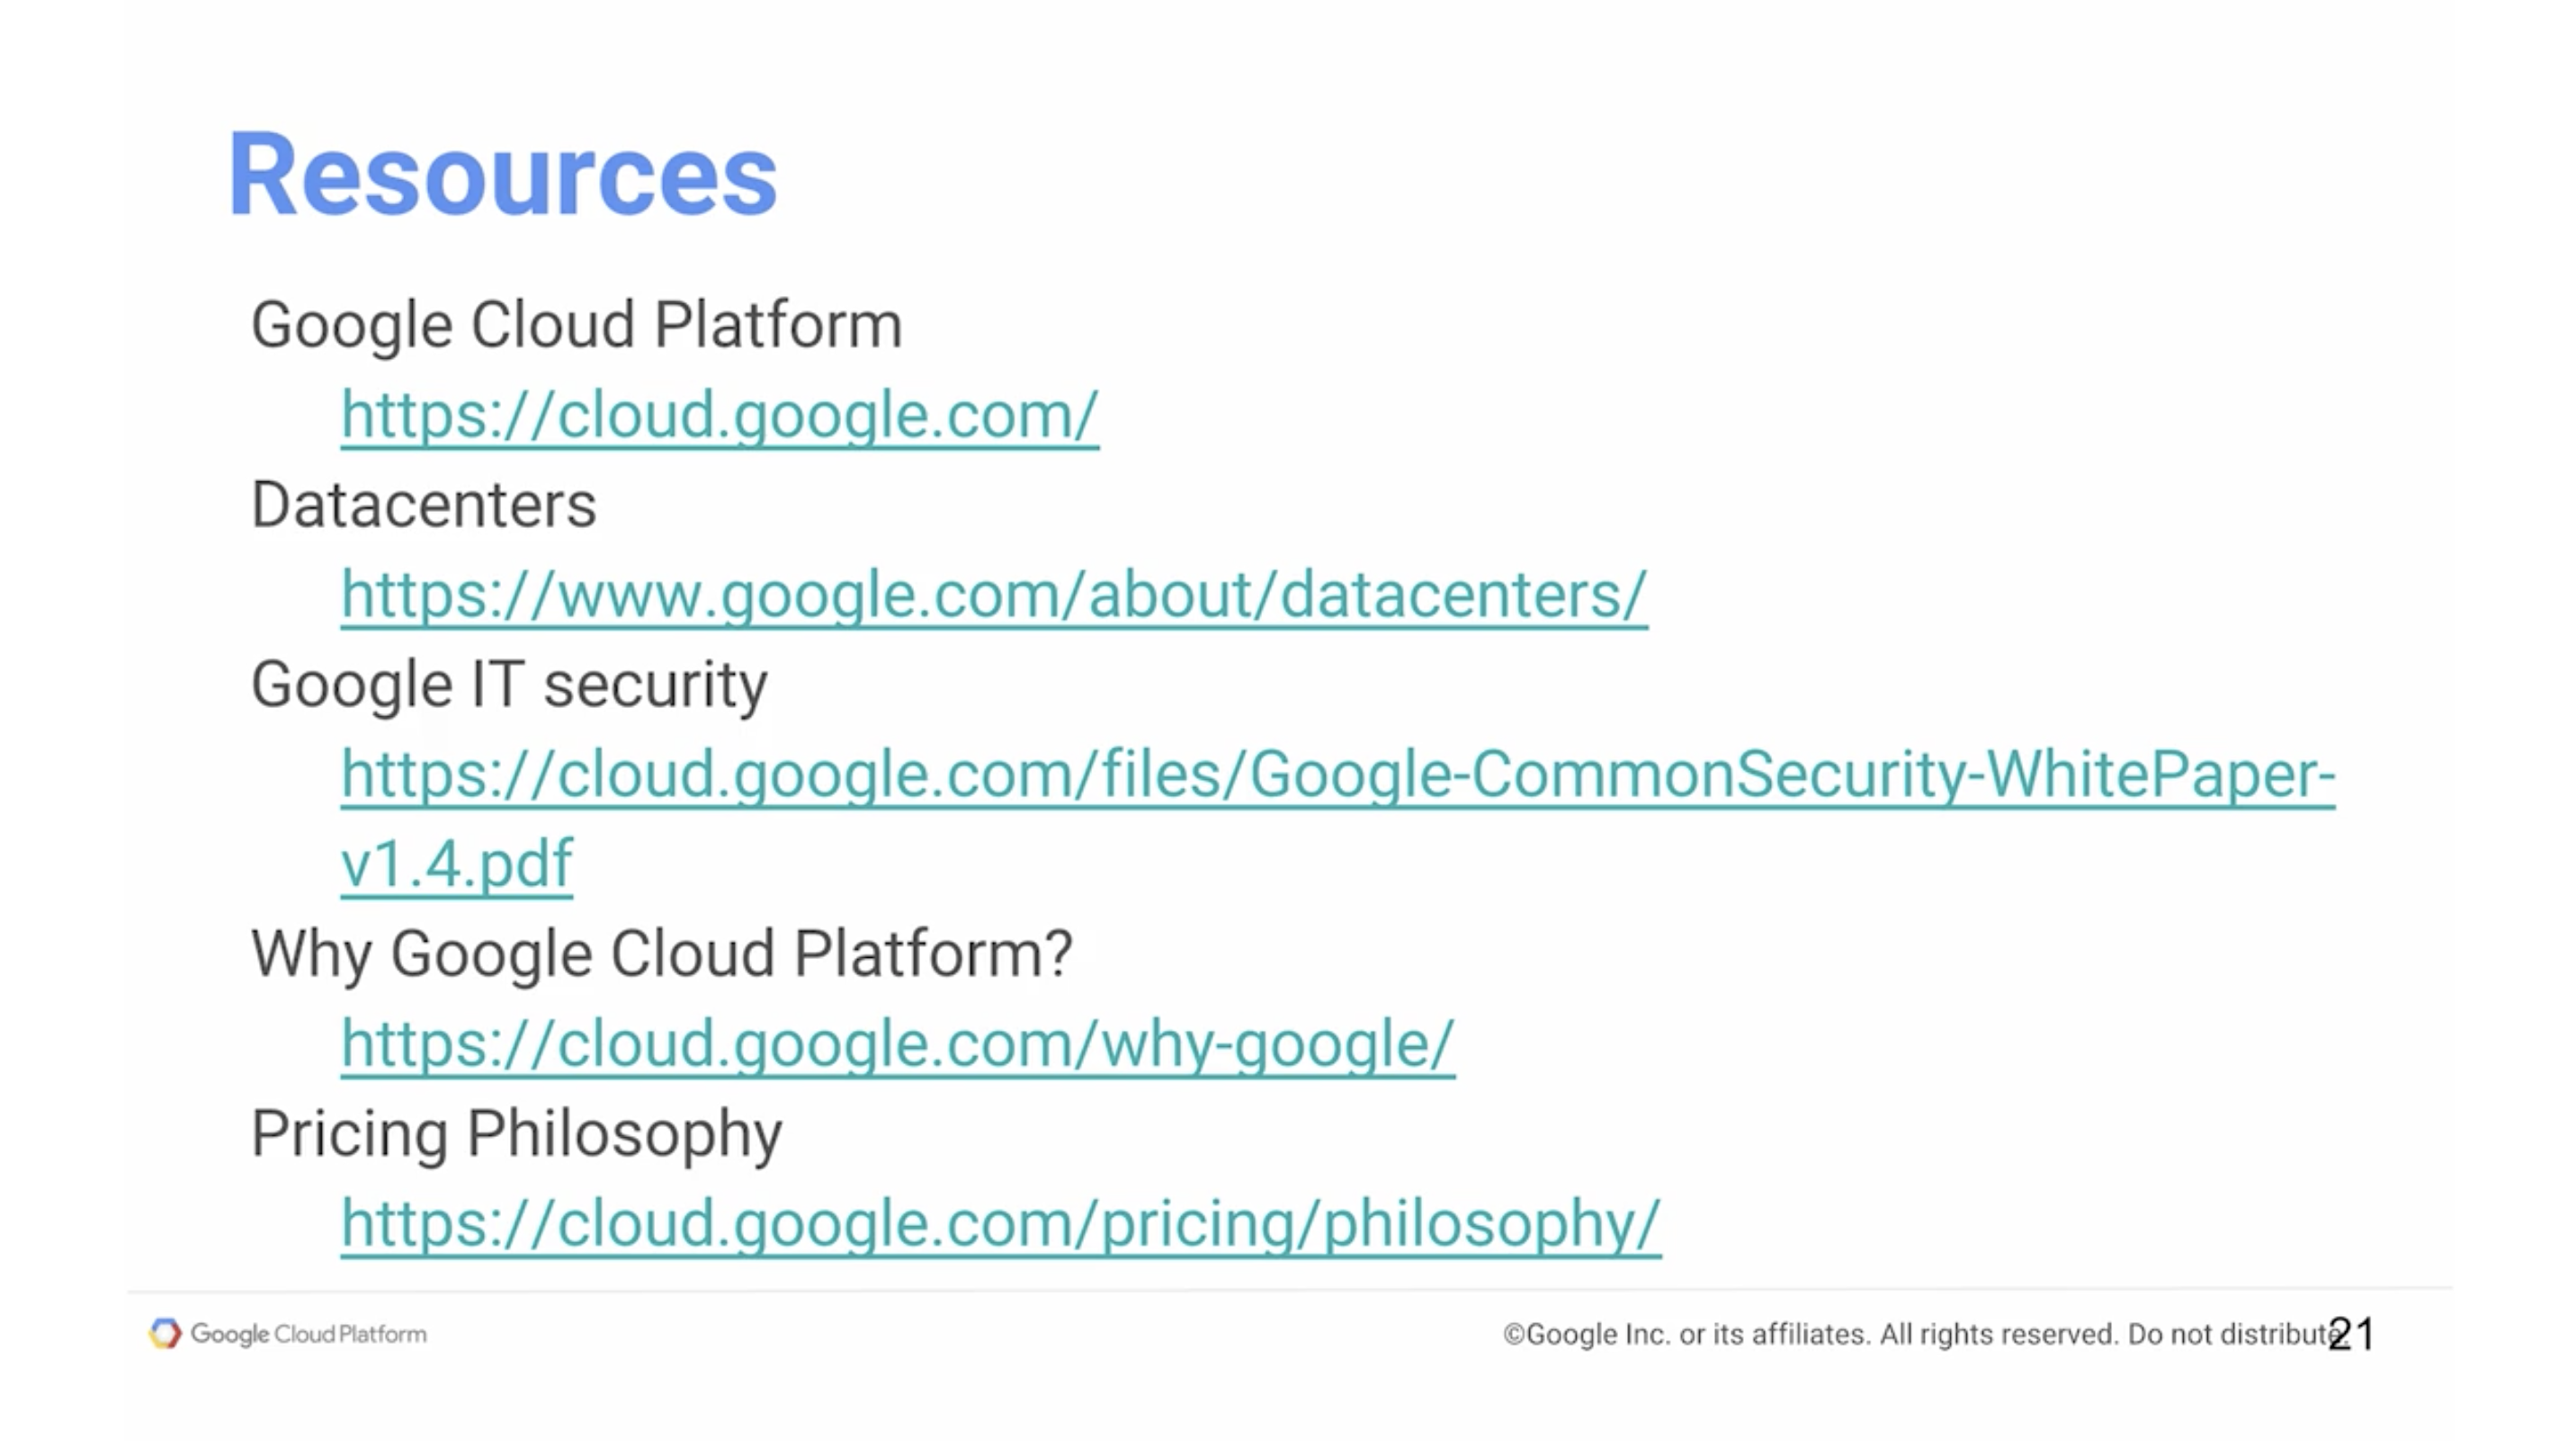 Resources
Google Cloud Platform
https://cloud.google.com/
Datacenters
https://www.google.com/about/datacenters/
Google IT security
https://cloud.google.com/files/Google-CommonSecurity-WhitePaper-
v1.4.pdf
Why Google Cloud Platform?
https://cloud.google.com/why-google/
Pricing Philosophy
https://cloud.google.com/pricing/philosophy/
Google Cloud Platform
©Google Inc. or its affiliates. All rights reserved. Do not distribute.
21